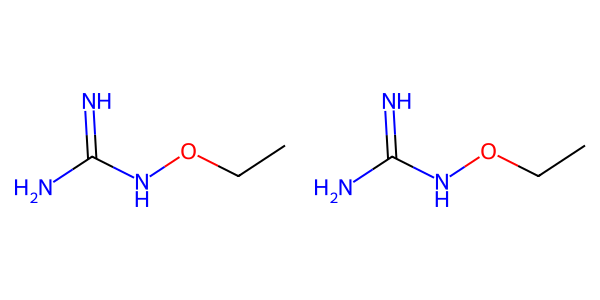 NH NH
O O
H₂N N H₂N N
H H